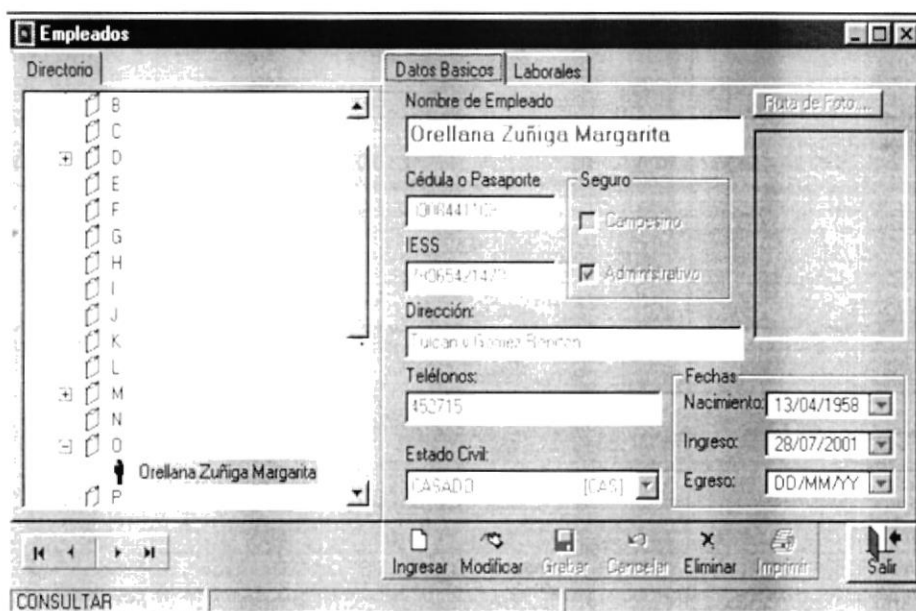 Empleados
Directorio
Datos Basicos Laborales
B
C
D
E
F
G
H
I
J
K
L
M
N
O
Orellana Zuñiga Margarita
P
Nombre de Empleado
Ruta de Foto....
Orellana Zuñiga Margarita
Cédula o Pasaporte
Seguro
Campesino
IESS
Administrativo
Dirección:
Teléfonos:
452715
Estado Civil:
CASADO [CAS]
Fechas
Nacimiento: 13/04/1958
Ingreso: 28/07/2001
Egreso: DD/MM/YY
Ingresar Modificar Grabar Cancelar Eliminar Imprimir Salir
CONSULTAR